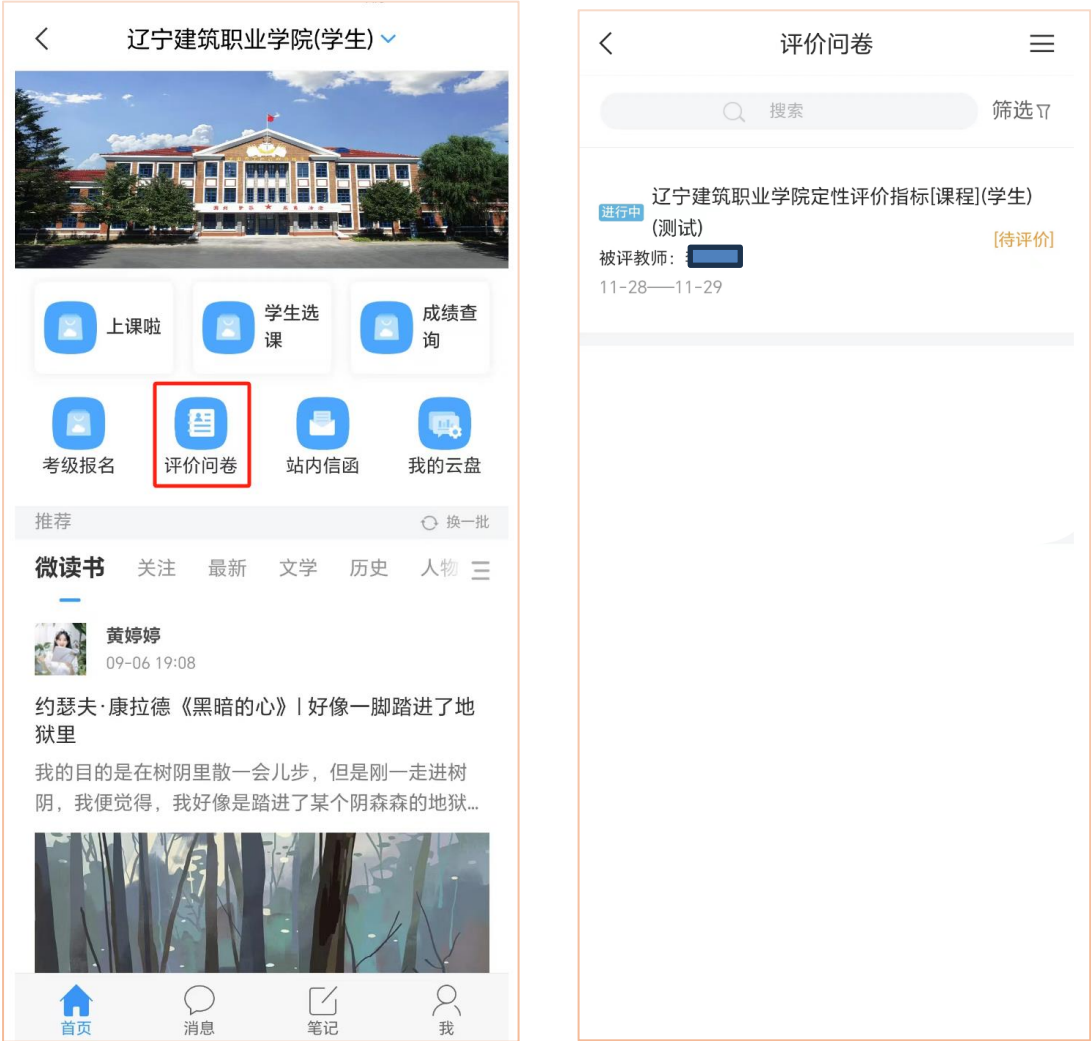 辽宁建筑职业学院(学生)
上课啦
学生选
课
成绩查
询
考级报名
评价问卷
站内信函
我的云盘
推荐
换一批
微读书 关注 最新 文学 历史 人物
黄婷婷
09-06 19:08
约瑟夫·康拉德《黑暗的心》| 好像一脚踏进了地
狱里
我的目的是在树阴里散一会儿步，但是刚一走进树
阴，我便觉得，我好像是踏进了某个阴森森的地狱...
首页
消息
笔记
我
评价问卷
搜索
筛选
辽宁建筑职业学院定性评价指标[课程](学生)
进行中
(测试)
[待评价]
被评教师：
11-28——11-29